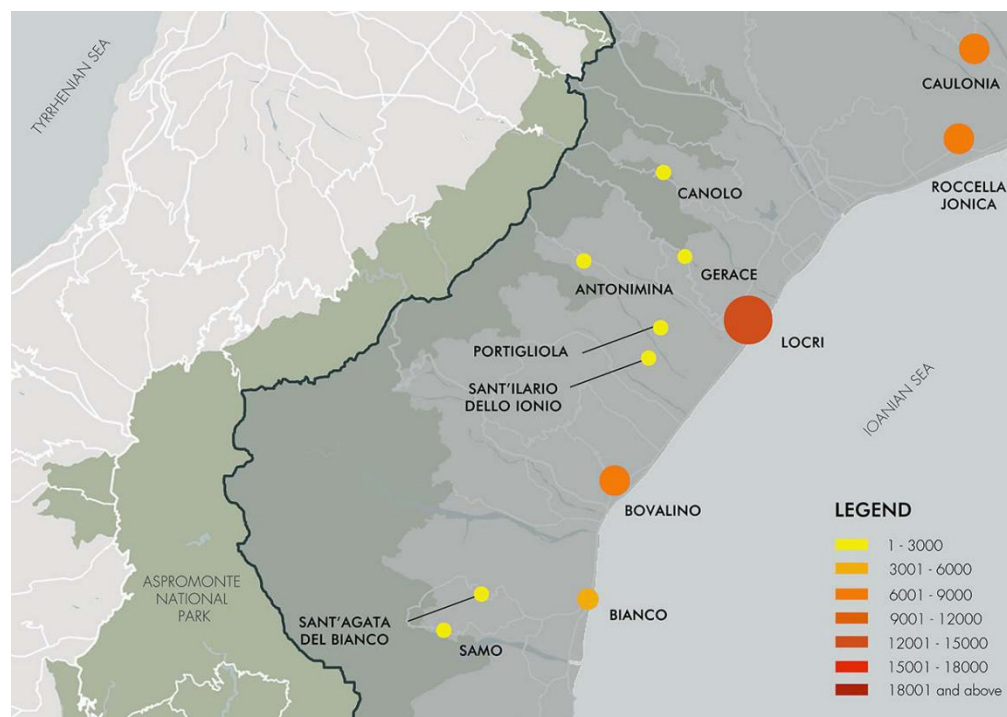 TYRRHENIAN SEA
CAULONIA
ROCCELLA
JONICA
CANOLO
GERACE
ANTONIMINA
PORTIGLIOLA
LOCRI
SANT'ILARIO
DELLO IONIO
IOANIAN SEA
BOVALINO
ASPROMONTE
NATIONAL
PARK
SANT'AGATA
DEL BIANCO
SAMO
BIANCO
LEGEND
1 - 3000
3001 - 6000
6001 - 9000
9001 - 12000
12001 - 15000
15001 - 18000
18001 and above